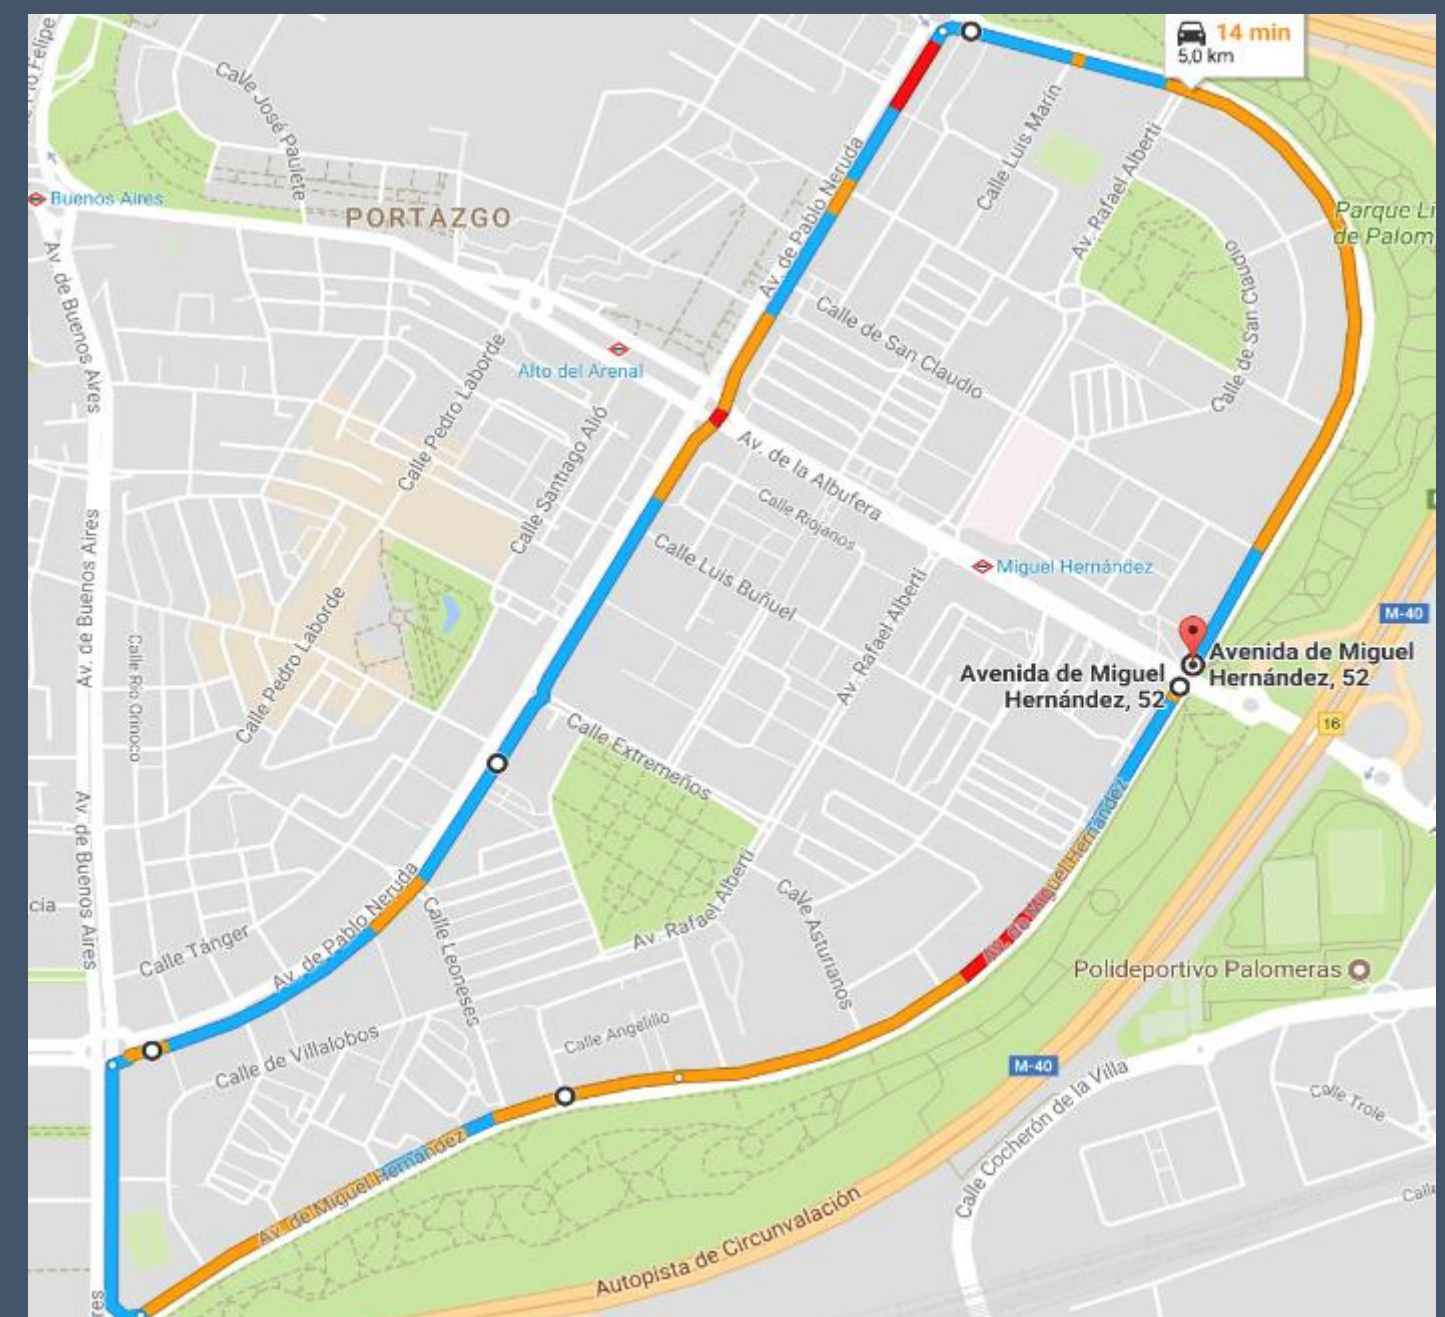 14 min
5,0 km
Calle José Paulete
Calle Luis Marín
Av. Rafael Alberti
Av. de Pablo Neruda
Buenos Aires
PORTAZGO
Parque Li
de Palom
Av. de Buenos Aires
Calle de San Claudio
Calle de San Claudio
Calle Pedro Laborde
Alto del Arenal
Calle Santiago Alió
Av. de la Albufera
Calle Riojanos
Calle Luis Buñuel
Miguel Hernández
Av. Rafael Alberti
M-40
Av. de Buenos Aires
Calle Rio Orinoco
Calle Pedro Laborde
Avenida de Miguel
Hernández, 52
Avenida de Miguel
Hernández, 52
16
Calle Extremeños
Av. de Buenos Aires
Av. de Miguel Hernández
cia
Calle Tánger
Av. de Pablo Neruda
Calle Leoneses
Av. Rafael Alberti
Calle Asturianos
Polideportivo Palomeras
Calle de Villalobos
Calle Angelillo
M-40
Calle Cocherón de la Villa
Calle Trole
Av. de Miguel Hernández
Autopista de Circunvalación
Calle
res